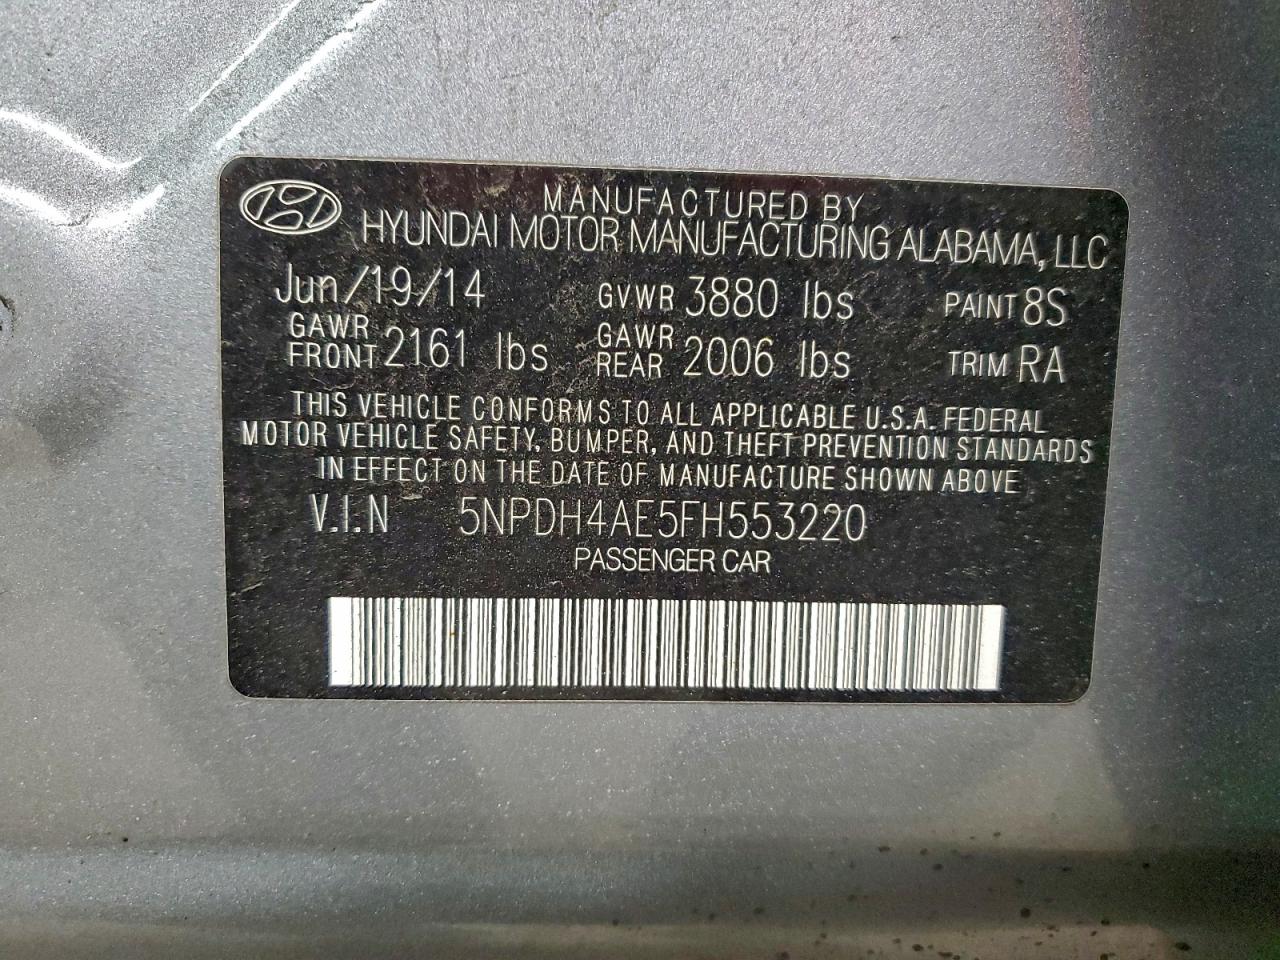 MANUFACTURED BY
HYUNDAI MOTOR MANUFACTURING ALABAMA, LLC
Jun/19/14 GVWR 3880 lbs PAINT 8S
GAWR FRONT 2161 lbs GAWR REAR 2006 lbs TRIM RA
THIS VEHICLE CONFORMS TO ALL APPLICABLE U.S.A. FEDERAL
MOTOR VEHICLE SAFETY, BUMPER, AND THEFT PREVENTION STANDARDS
IN EFFECT ON THE DATE OF MANUFACTURE SHOWN ABOVE
V.I.N 5NPDH4AE5FH553220
PASSENGER CAR